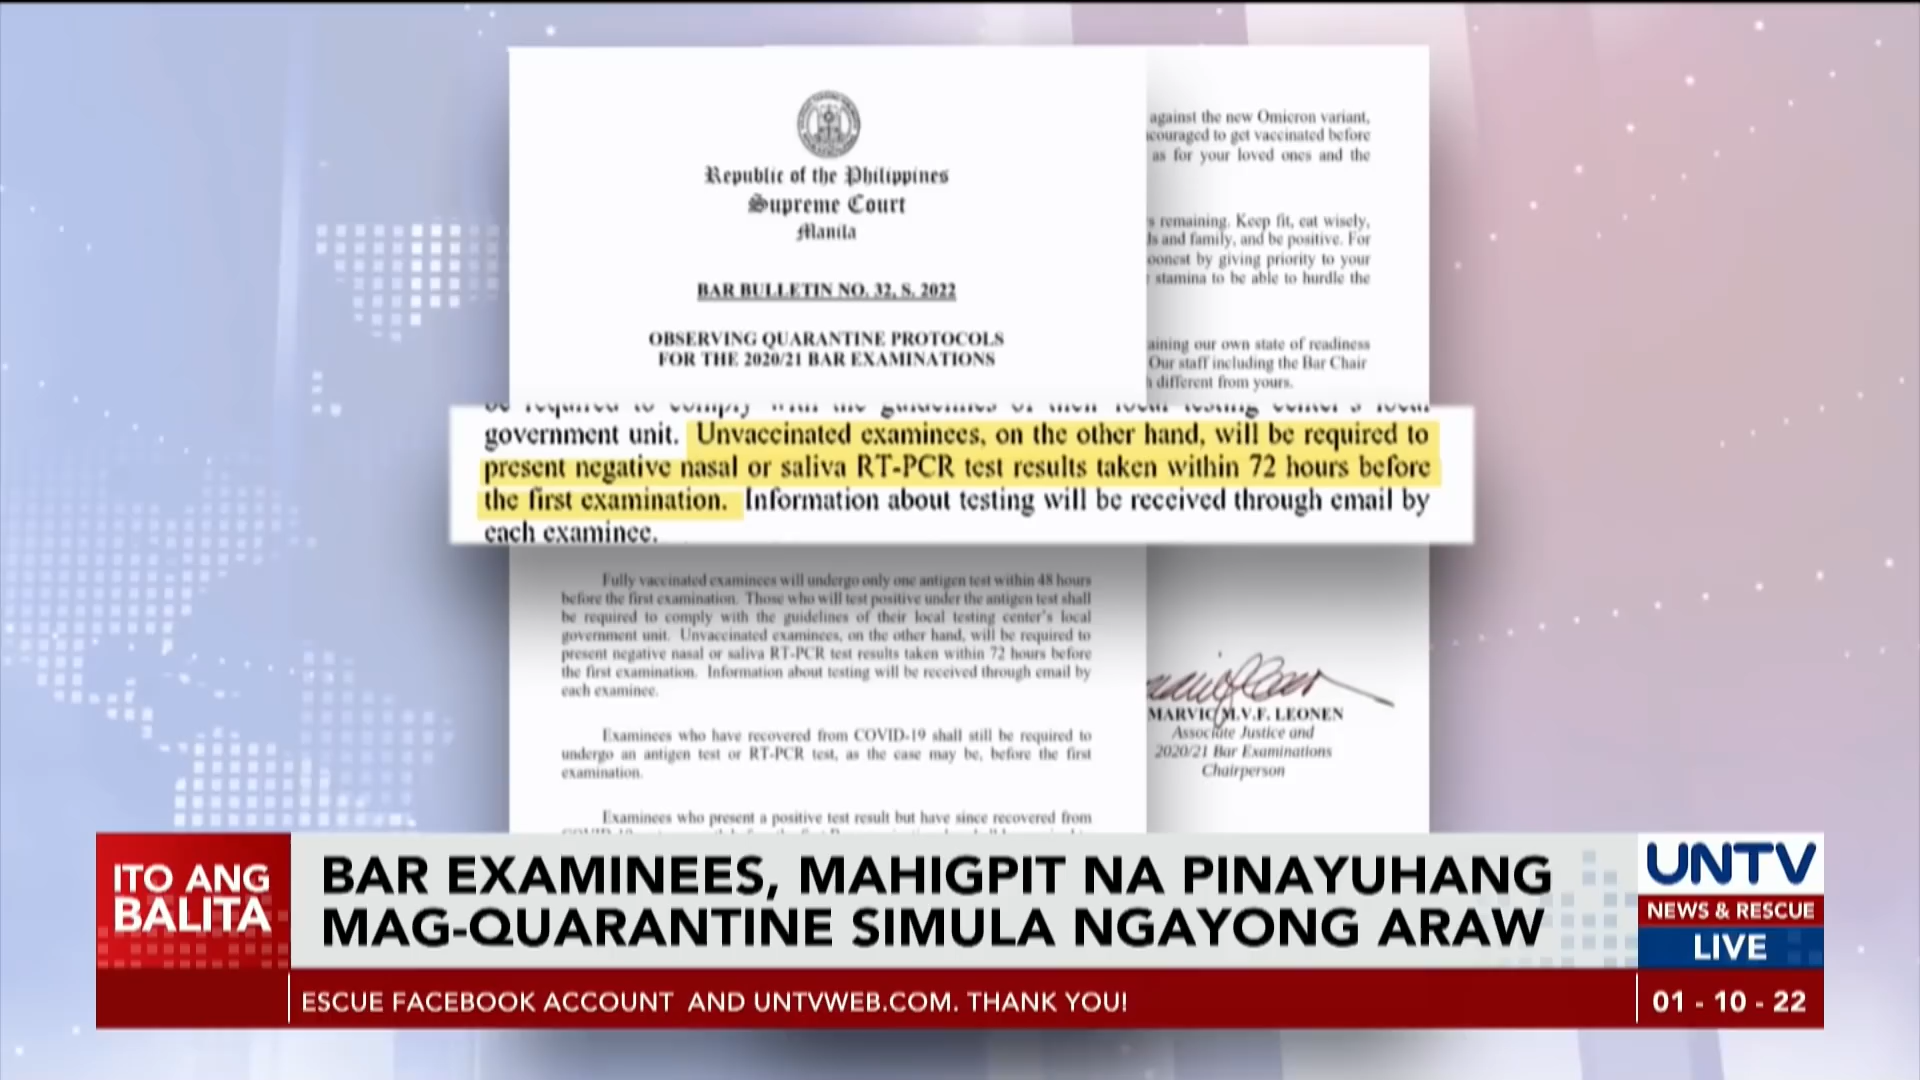 Republic of the Philippines
Supreme Court
Manila
BAR BULLETIN NO. 32, S. 2022
OBSERVING QUARANTINE PROTOCOLS
FOR THE 2020/21 BAR EXAMINATIONS
against the new Omicron variant,
couraged to get vaccinated before
as for your loved ones and the
remaining. Keep fit, eat wisely,
and family, and be positive. For
by giving priority to your
stamina to be able to hurdle the
our own state of readiness
Our staff including the Bar Chair
different from yours.
be required to comply with the guidelines of their local testing center's local
government unit. Unvaccinated examinees, on the other hand, will be required to
present negative nasal or saliva RT-PCR test results taken within 72 hours before
the first examination. Information about testing will be received through email by
each examinee.
Fully vaccinated examinees will undergo only one antigen test within 48 hours
before the first examination. Those who will test positive under the antigen test shall
be required to comply with the guidelines of their local testing center's local
government unit. Unvaccinated examinees, on the other hand, will be required to
present negative nasal or saliva RT-PCR test results taken within 72 hours before
the first examination. Information about testing will be received through email by
each examinee.
Examinees who have recovered from COVID-19 shall still be required to
undergo an antigen test or RT-PCR test, as the case may be, before the first
examination.
Examinees who present a positive test result but have since recovered from
MARVIC M.V.F. LEONEN
Associate Justice and
2020/21 Bar Examinations
Chairperson
ITO ANG
BALITA
BAR EXAMINEES, MAHIGPIT NA PINAYUHANG
MAG-QUARANTINE SIMULA NGAYONG ARAW
UNTV
NEWS & RESCUE
LIVE
ESCUE FACEBOOK ACCOUNT AND UNTVWEB.COM. THANK YOU!
01 - 10 - 22